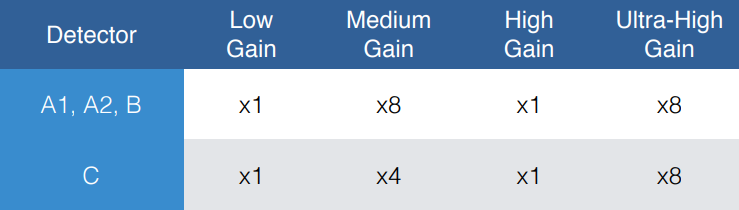 Detector Low Gain Medium Gain High Gain Ultra-High Gain
A1, A2, B x1 x8 x1 x8
C x1 x4 x1 x8